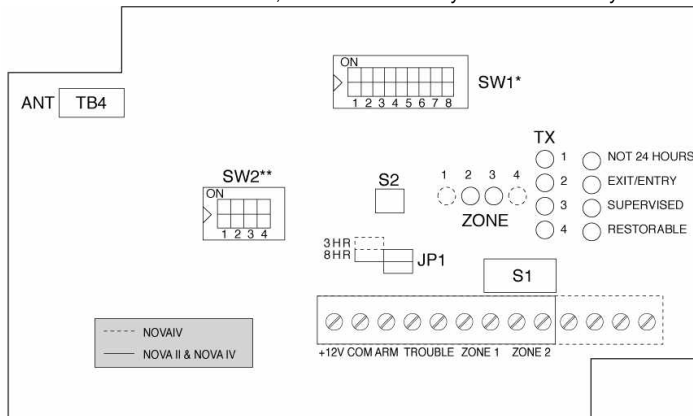 ON
1 2 3 4 5 6 7 8
SW1*
ANT TB4
TX
1 NOT 24 HOURS
2 EXIT/ENTRY
3 SUPERVISED
4 RESTORABLE
SW2**
ON
1 2 3 4
S2
1 2 3 4
ZONE
3HR
8HR
JP1
S1
+12V COM ARM TROUBLE ZONE 1 ZONE 2
NOVAIV
NOVA II & NOVA IV